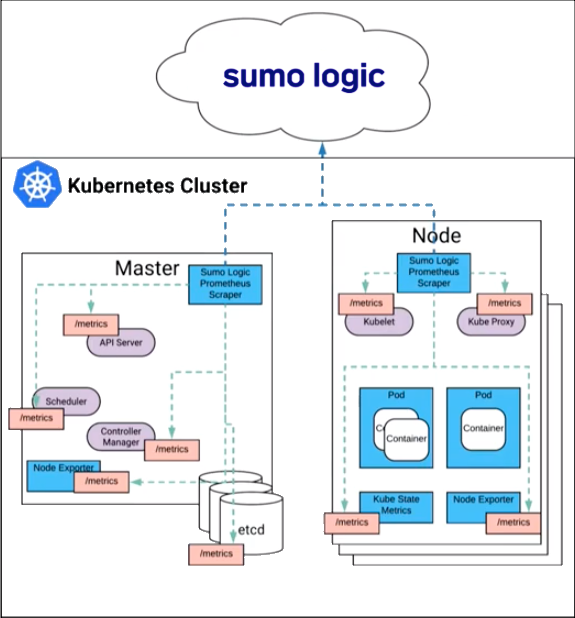 sumo logic
Kubernetes Cluster
Master
Sumo Logic
Prometheus
Scraper
/metrics
API Server
Scheduler
/metrics
Controller
Manager
/metrics
Node Exporter
/metrics
etcd
/metrics
Node
Sumo Logic
Prometheus
Scraper
/metrics
Kubelet
/metrics
Kube Proxy
Pod
Container
Pod
Container
Kube State
Metrics
/metrics
Node Exporter
/metrics